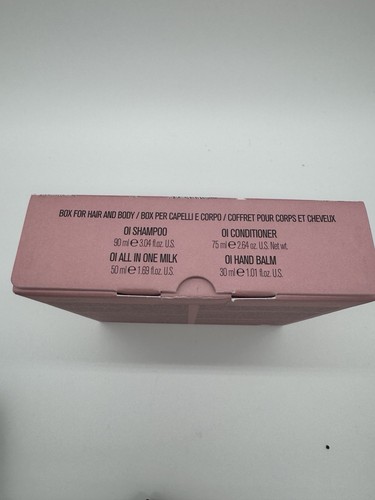 BOX FOR HAIR AND BODY / BOX PER CAPELLI E CORPO / COFFRET POUR CORPS ET CHEVEUX
OI SHAMPOO
90 ml ℮ 3.04 fl.oz. U.S.
OI CONDITIONER
75 ml ℮ 2.64 oz. U.S. Net wt.
OI ALL IN ONE MILK
50 ml ℮ 1.69 fl.oz. U.S.
OI HAND BALM
30 ml ℮ 1.01 fl.oz. U.S.